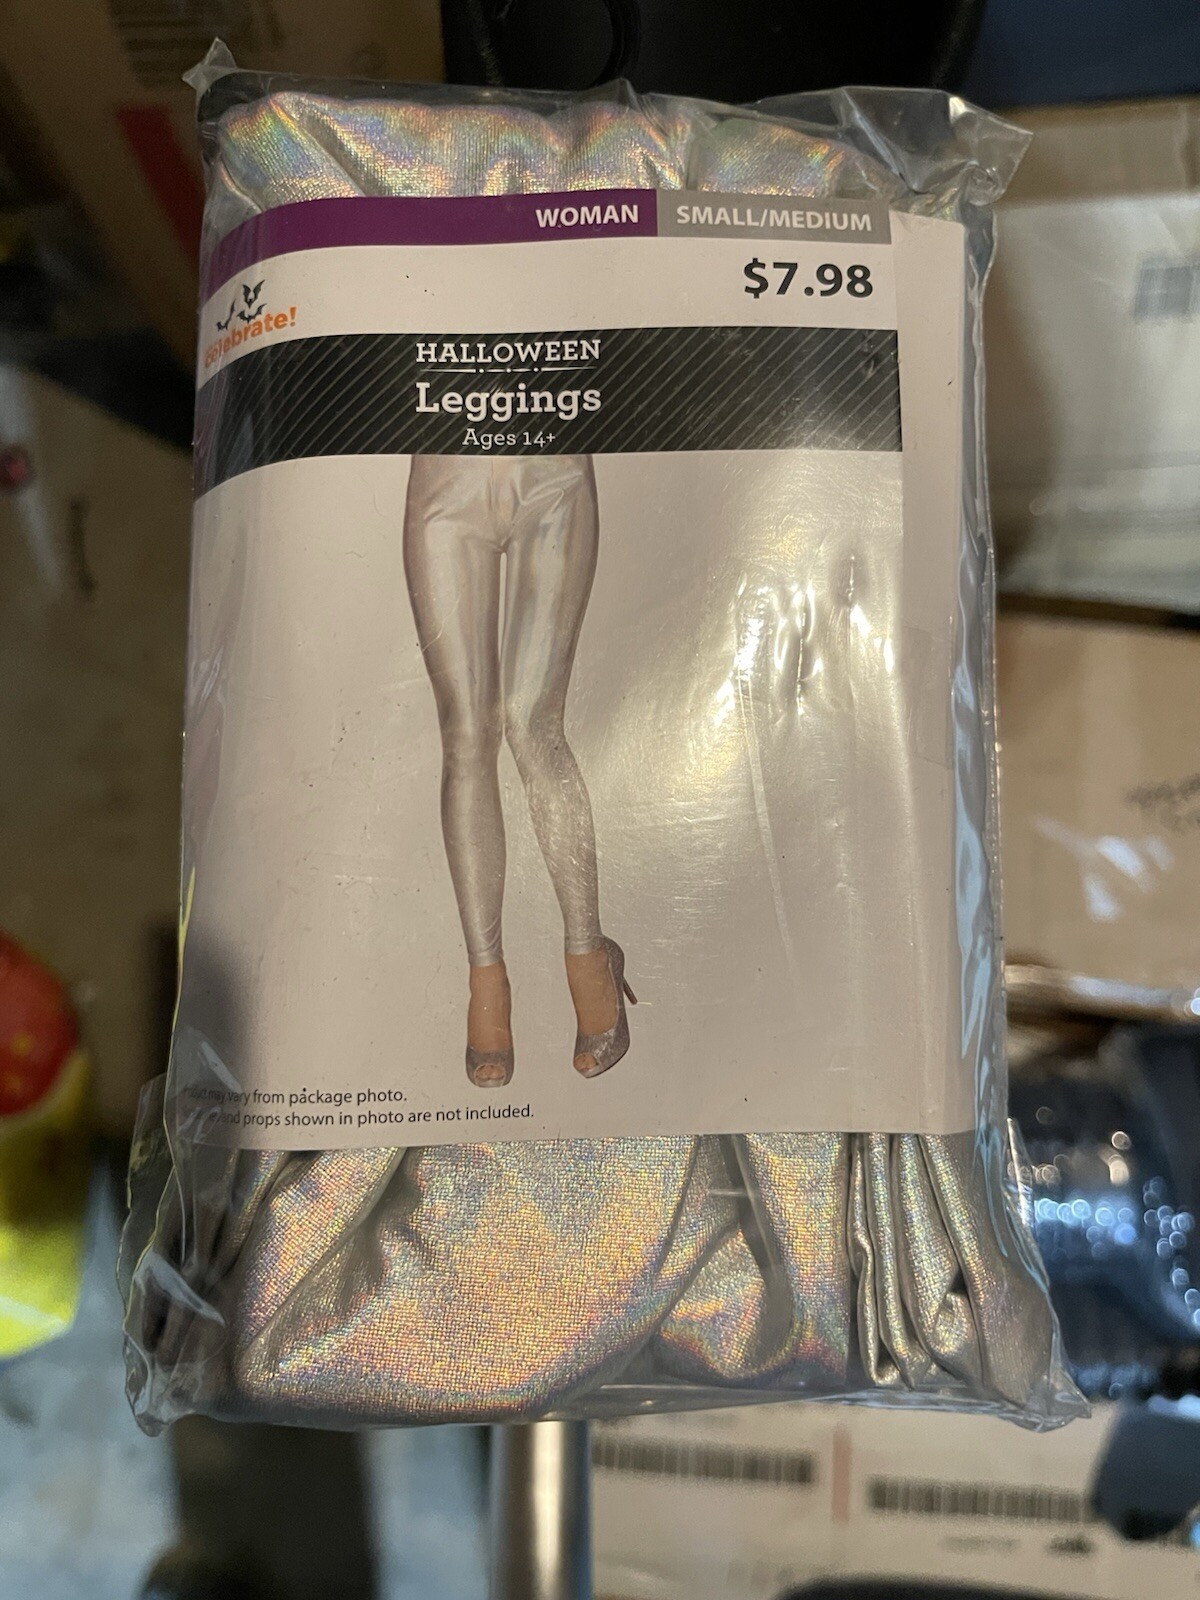 WOMAN SMALL/MEDIUM
$7.98
Celebrate!
HALLOWEEN
Leggings
Ages 14+
may vary from package photo.
and props shown in photo are not included.